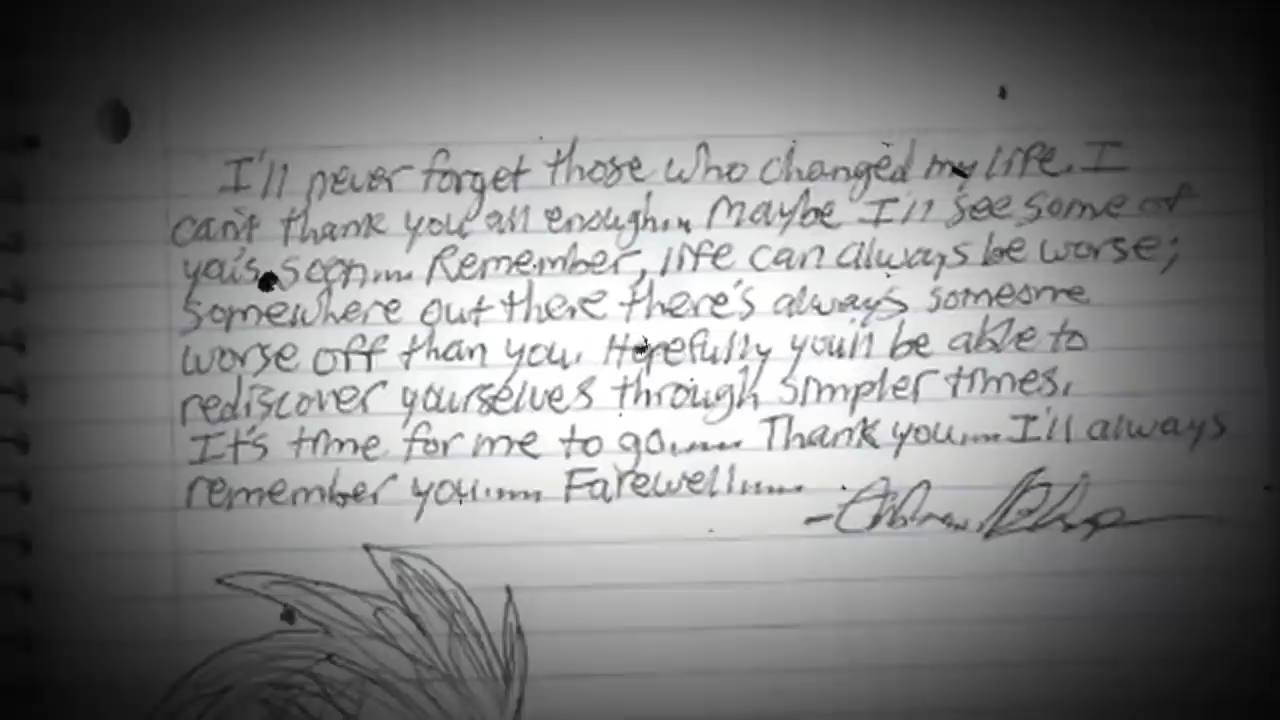 I'll never forget those who changed my life. I
can't thank you all enough... Maybe I'll see some of
ya's soon.... Remember, life can always be worse;
somewhere out there there's always someone
worse off than you. Hopefully you'll be able to
rediscover yourselves through simpler times.
It's time for me to go..... Thank you.... I'll always
remember you..... Farewell.....